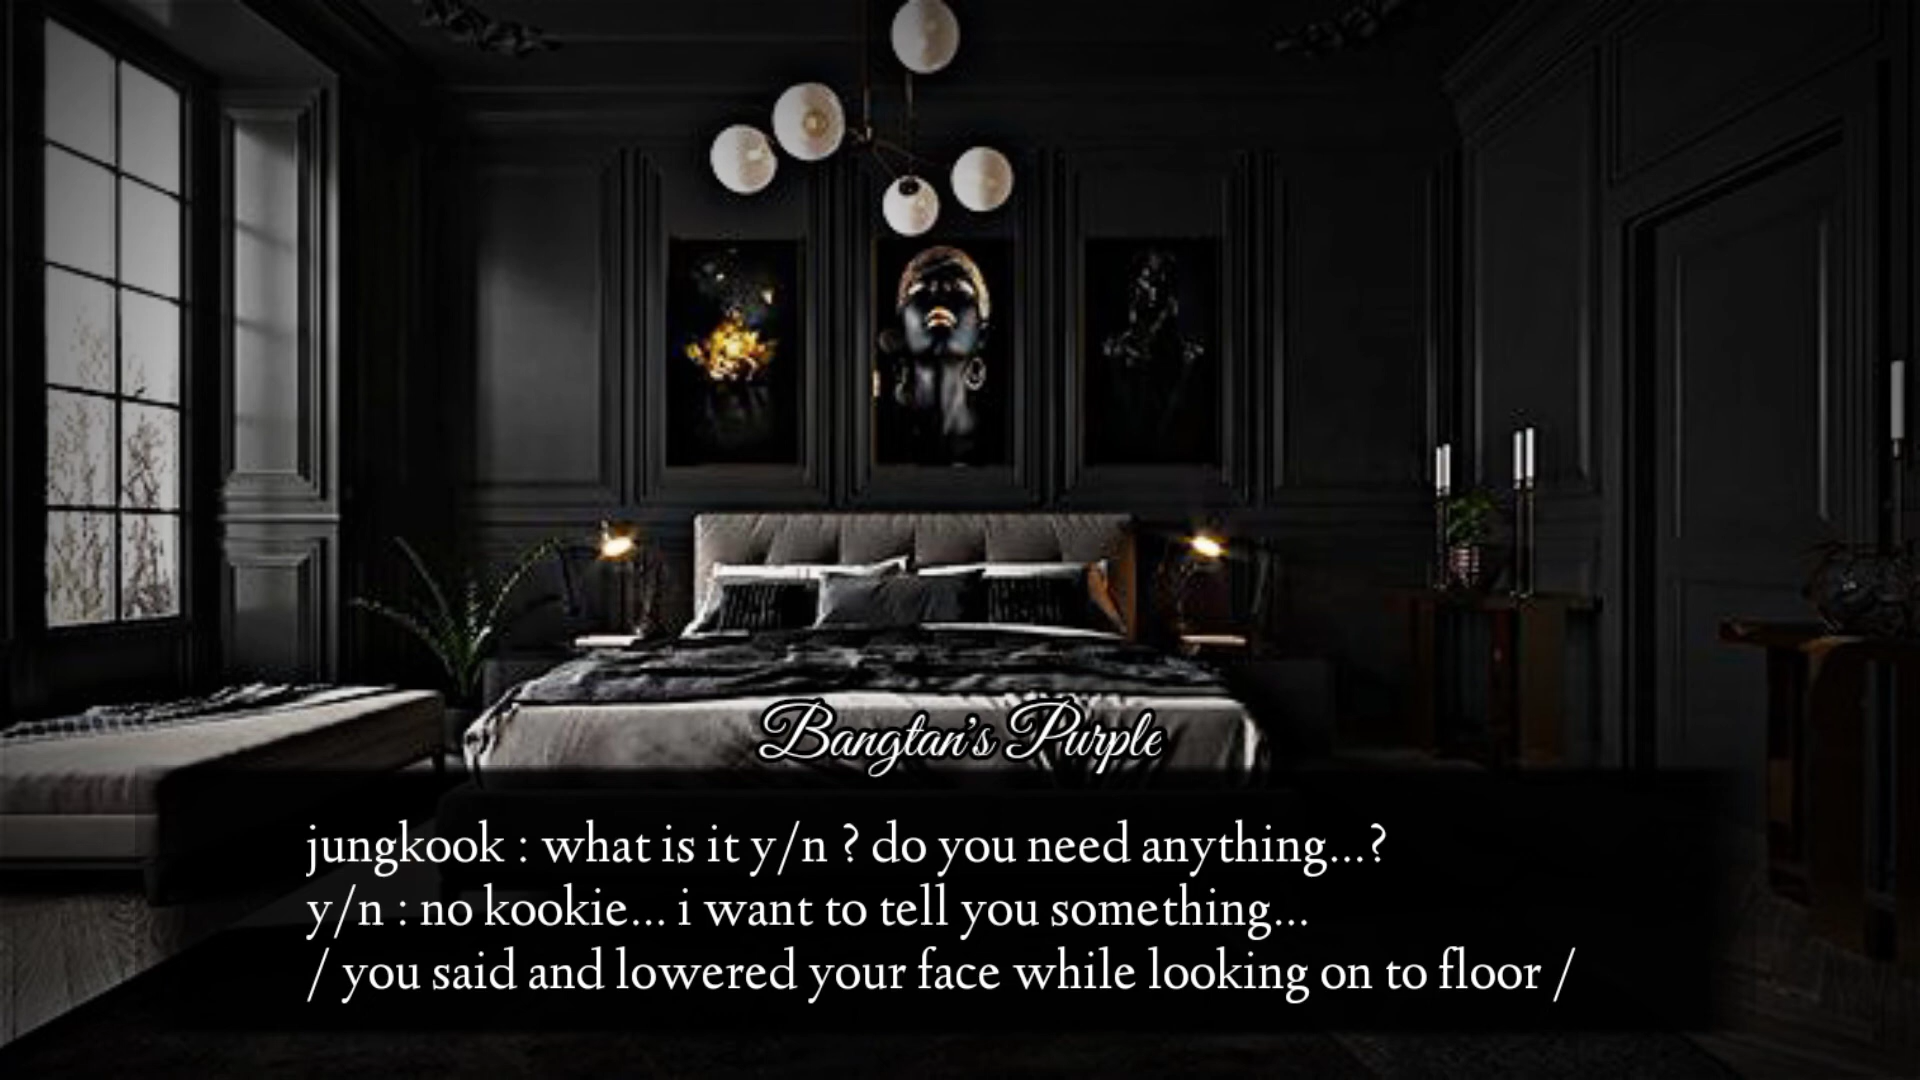 Bangtan's Purple
jungkook : what is it y/n ? do you need anything...?
y/n : no kookie... i want to tell you something...
/ you said and lowered your face while looking on to floor /